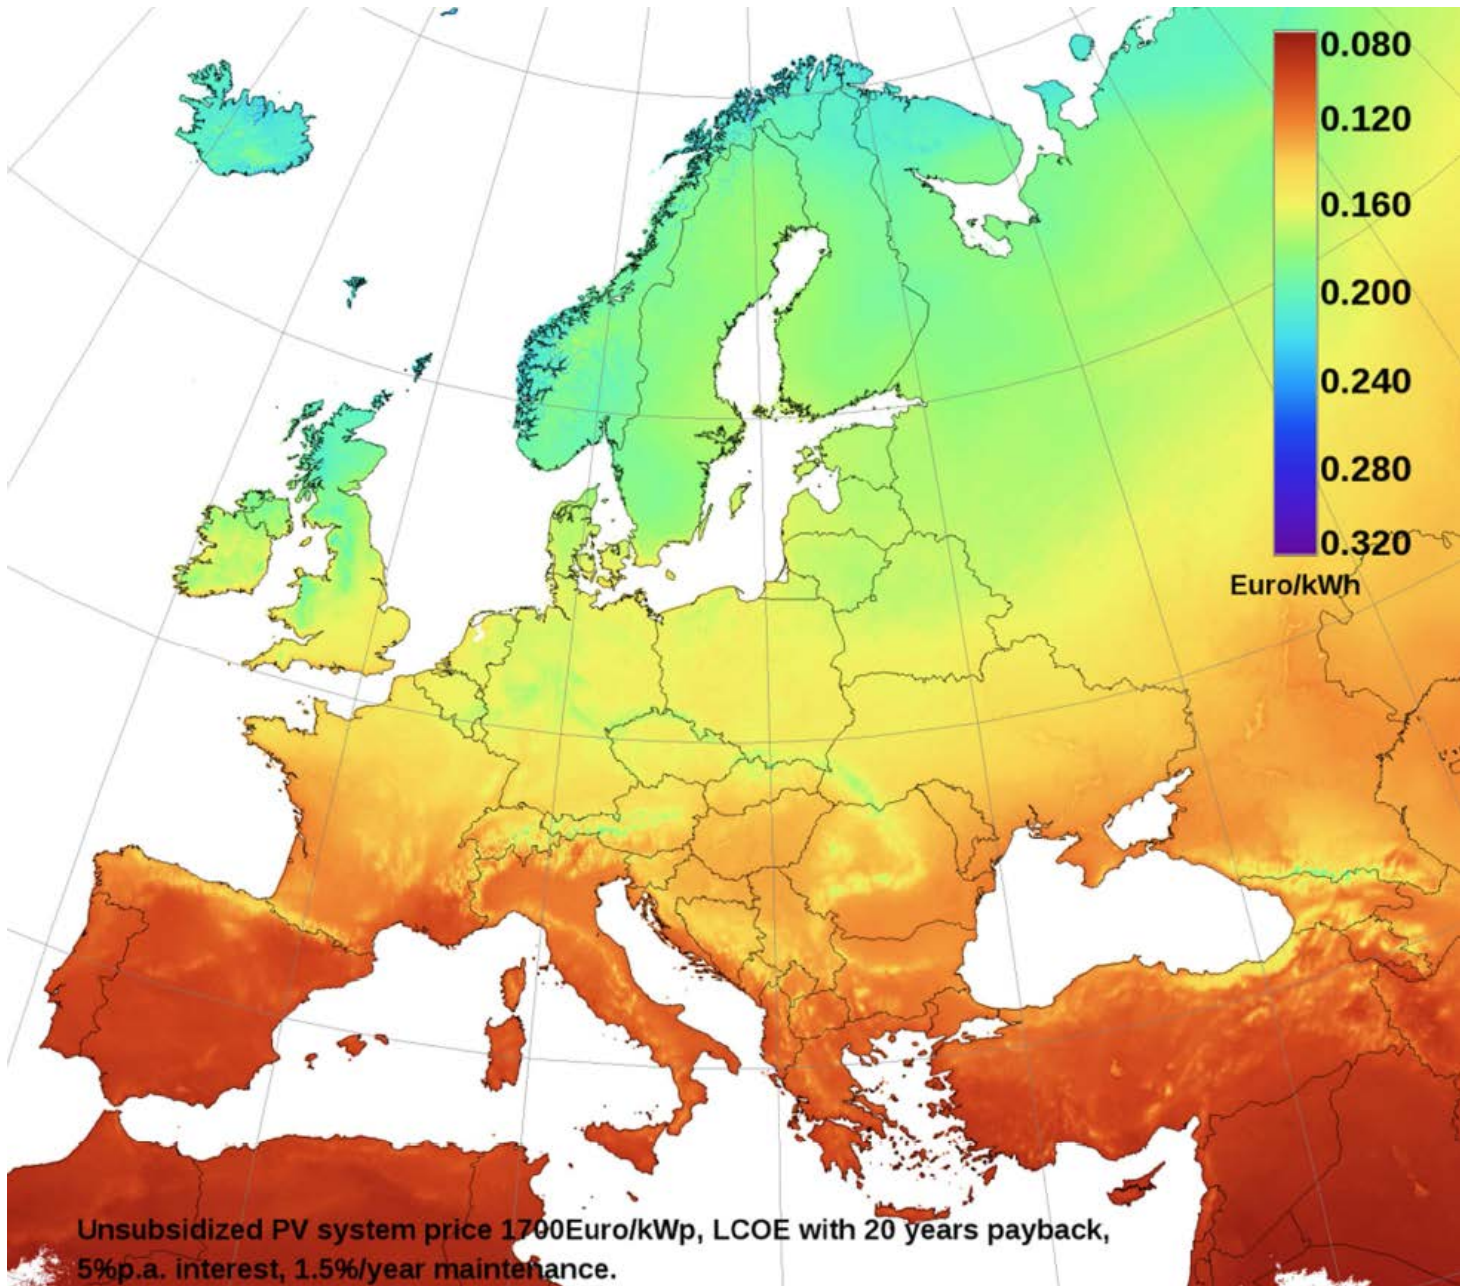 0.080
0.120
0.160
0.200
0.240
0.280
0.320
Euro/kWh
Unsubsidized PV system price 1700Euro/kWp, LCOE with 20 years payback,
5%p.a. interest, 1.5%/year maintenance.